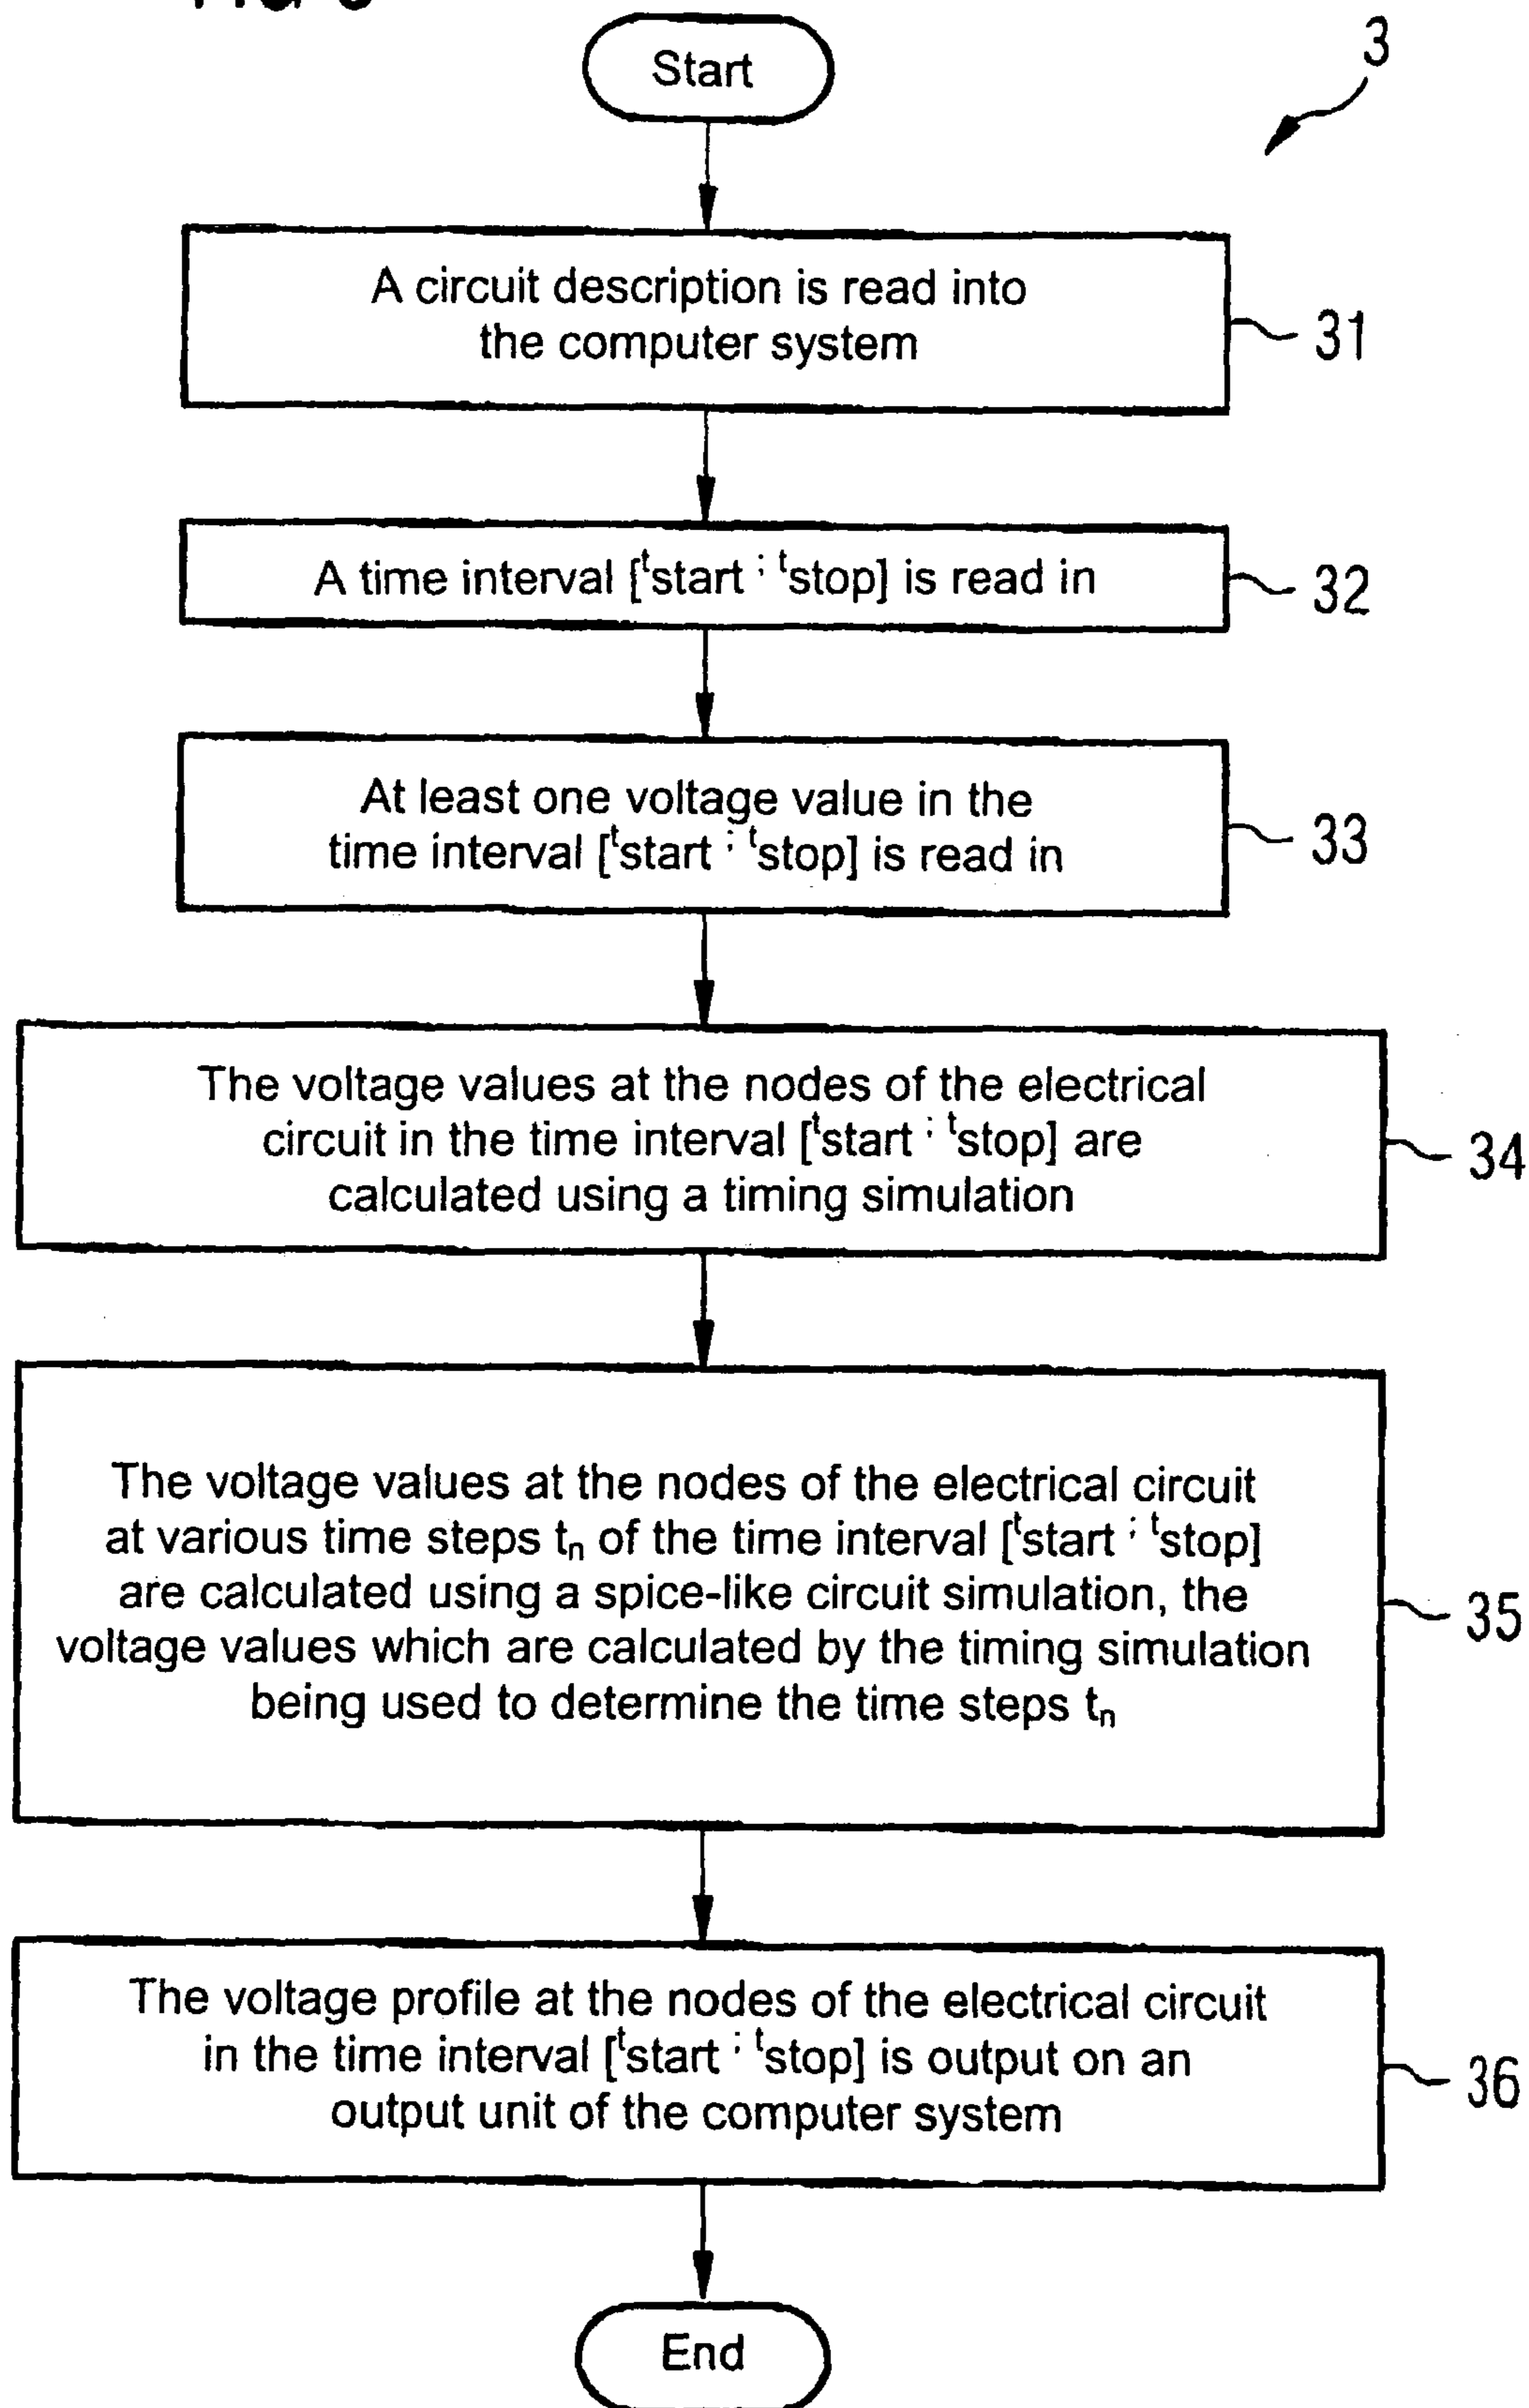 Start
3
A circuit description is read into
the computer system
31
A time interval [tstart ; tstop] is read in
32
At least one voltage value in the
time interval [tstart ; tstop] is read in
33
The voltage values at the nodes of the electrical
circuit in the time interval [tstart ; tstop] are
calculated using a timing simulation
34
The voltage values at the nodes of the electrical circuit
at various time steps tn of the time interval [tstart ; tstop]
are calculated using a spice-like circuit simulation, the
voltage values which are calculated by the timing simulation
being used to determine the time steps tn
35
The voltage profile at the nodes of the electrical circuit
in the time interval [tstart ; tstop] is output on an
output unit of the computer system
36
End